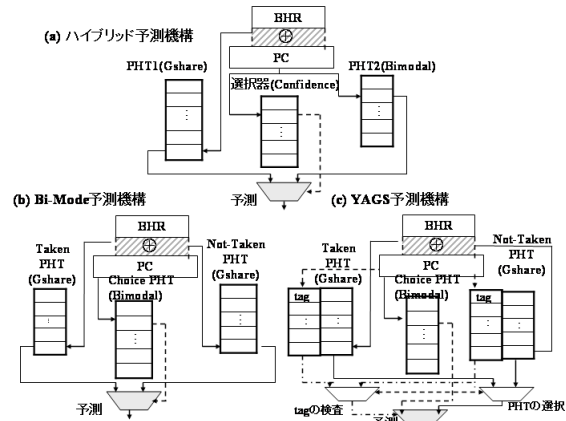 (a) ハイブリッド予測機構
BHR
PC
PHT1(Gshare)
選択器(Confidence)
PHT2(Bimodal)
予測
(b) Bi-Mode予測機構
BHR
PC
Taken
PHT
(Gshare)
Choice PHT
(Bimodal)
Not-Taken
PHT
(Gshare)
予測
(c) YAGS予測機構
BHR
PC
Taken
PHT
(Gshare)
Choice PHT
(Bimodal)
Not-Taken
PHT
(Gshare)
tag
tag
tagの検査
PHTの選択
予測